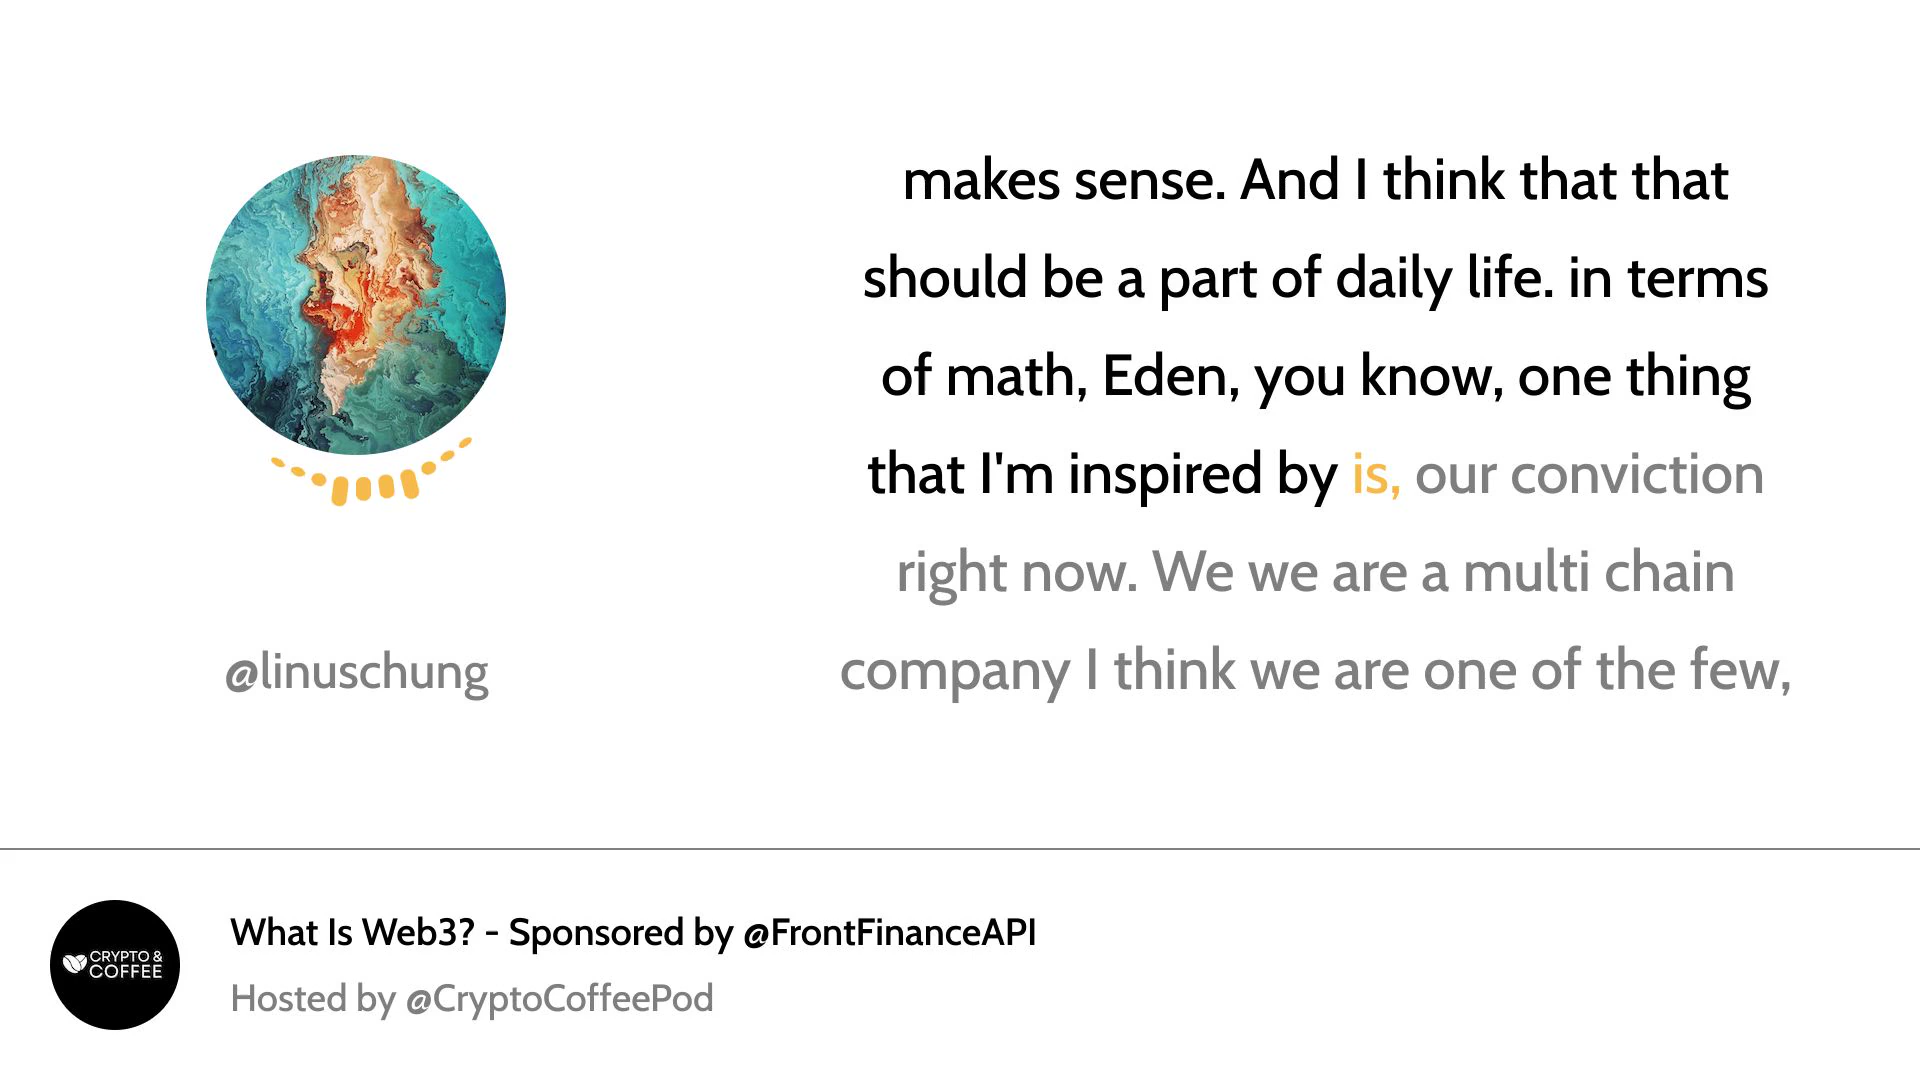 makes sense. And I think that that
should be a part of daily life. in terms
of math, Eden, you know, one thing
that I'm inspired by is, our conviction
right now. We we are a multi chain
company I think we are one of the few,
@linuschung
CRYPTO &
COFFEE
What Is Web3? - Sponsored by @FrontFinanceAPI
Hosted by @CryptoCoffeePod